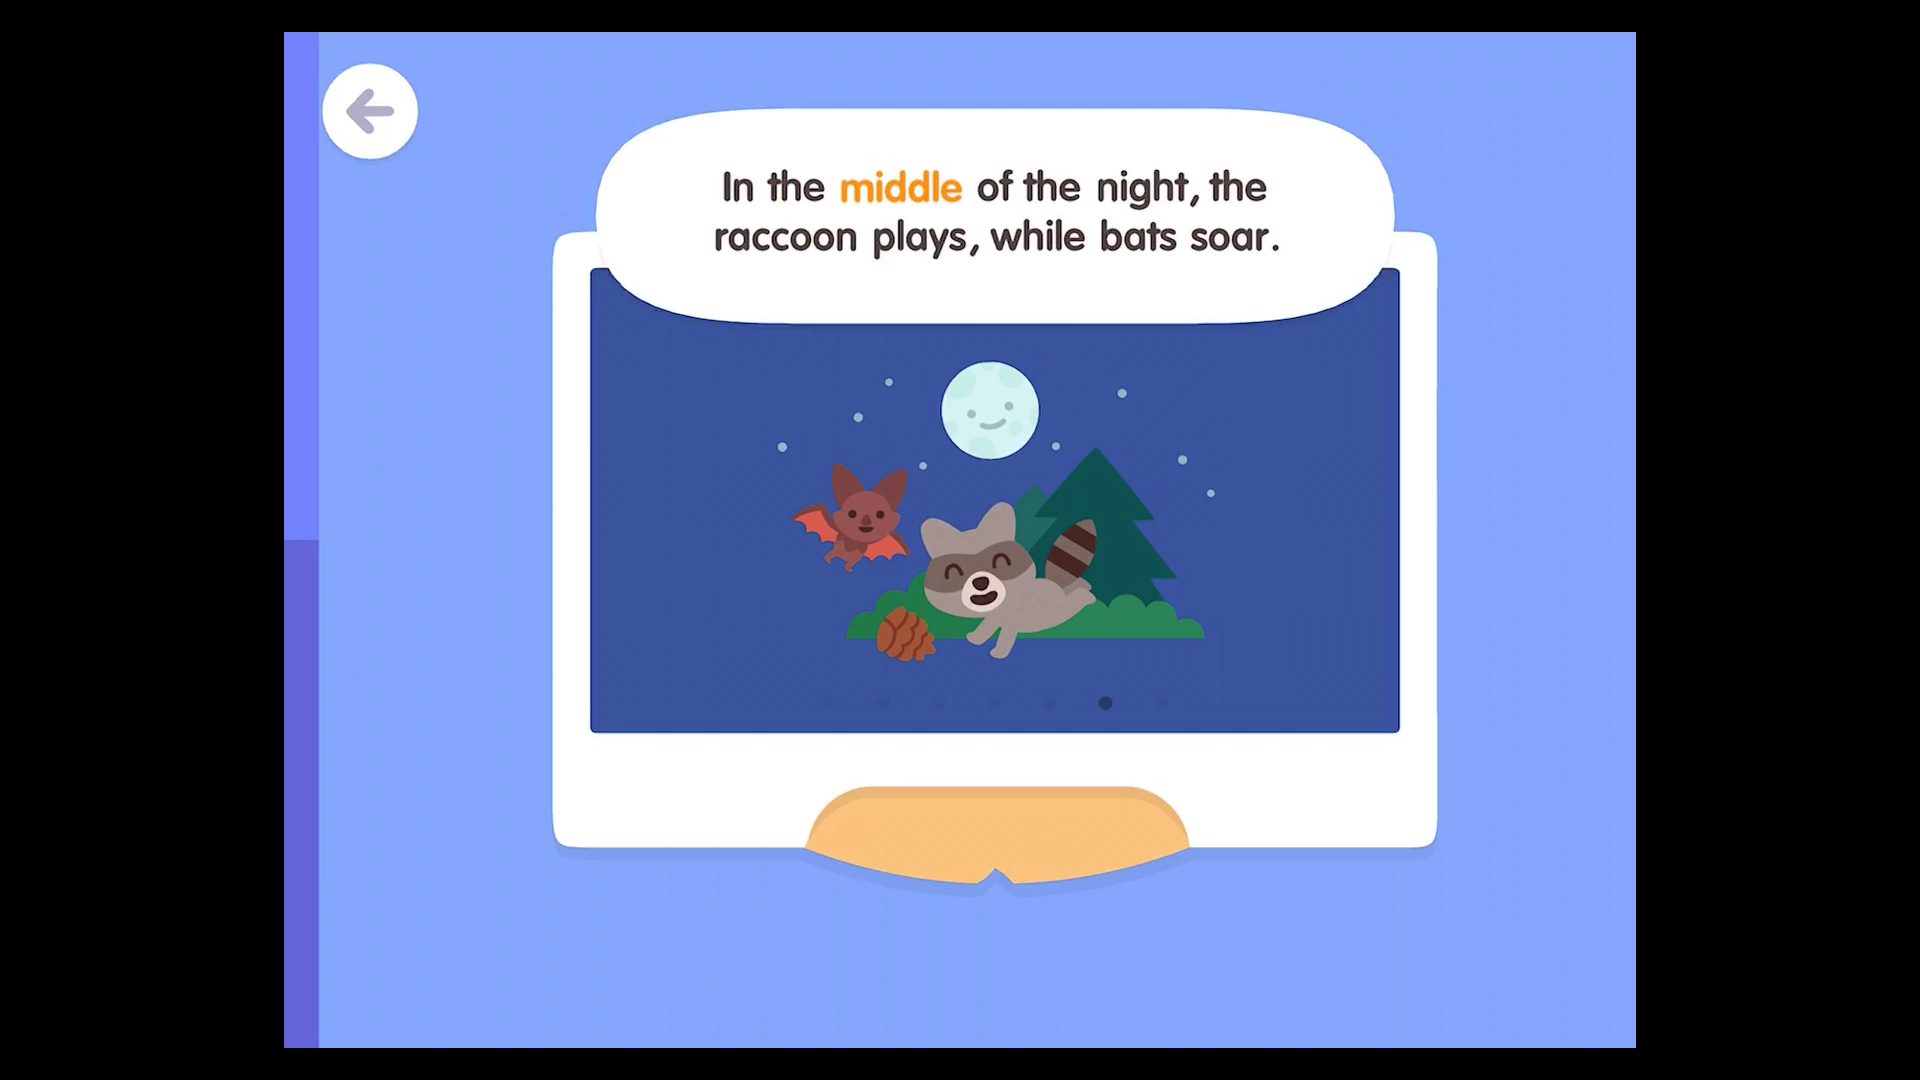 In the middle of the night, the
raccoon plays, while bats soar.